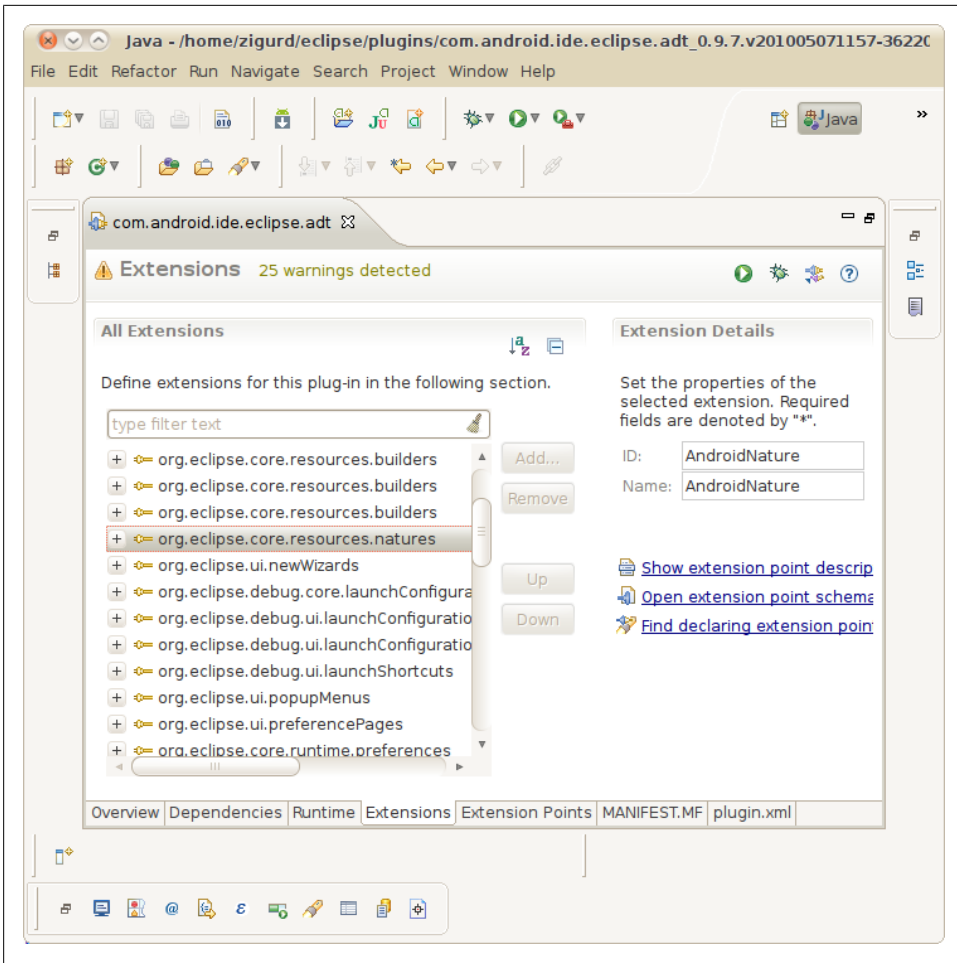 Java - /home/zigurd/eclipse/plugins/com.android.ide.eclipse.adt_0.9.7.v201005071157-36220
File Edit Refactor Run Navigate Search Project Window Help
Java
com.android.ide.eclipse.adt
Extensions 25 warnings detected
All Extensions
Define extensions for this plug-in in the following section.
type filter text
org.eclipse.core.resources.builders
org.eclipse.core.resources.builders
org.eclipse.core.resources.builders
org.eclipse.core.resources.natures
org.eclipse.ui.newWizards
org.eclipse.debug.core.launchConfigura
org.eclipse.debug.ui.launchConfiguratio
org.eclipse.debug.ui.launchConfiguratio
org.eclipse.debug.ui.launchShortcuts
org.eclipse.ui.popupMenus
org.eclipse.ui.preferencePages
org.eclipse.core.runtime.preferences
Add...
Remove
Up
Down
Extension Details
Set the properties of the
selected extension. Required
fields are denoted by "*".
ID: AndroidNature
Name: AndroidNature
Show extension point descrip
Open extension point schema
Find declaring extension poin
Overview Dependencies Runtime Extensions Extension Points MANIFEST.MF plugin.xml